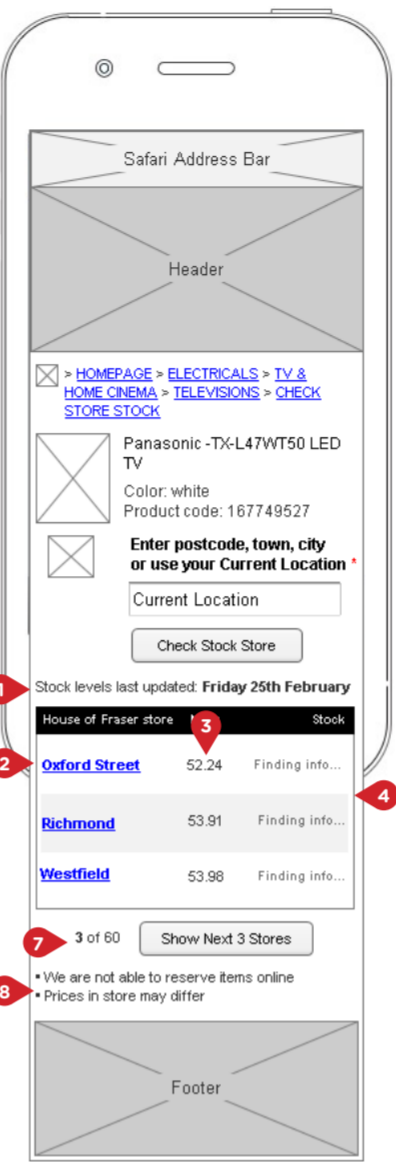 Safari Address Bar
Header
> HOMEPAGE > ELECTRICALS > TV &
HOME CINEMA > TELEVISIONS > CHECK
STORE STOCK
Panasonic -TX-L47WT50 LED
TV
Color: white
Product code: 167749527
Enter postcode, town, city
or use your Current Location *
Current Location
Check Stock Store
1 Stock levels last updated: Friday 25th February
House of Fraser store 3 Stock
2 Oxford Street 52.24 Finding info...
4
Richmond 53.91 Finding info...
Westfield 53.98 Finding info...
7 3 of 60 Show Next 3 Stores
▪ We are not able to reserve items online
8 ▪ Prices in store may differ
Footer